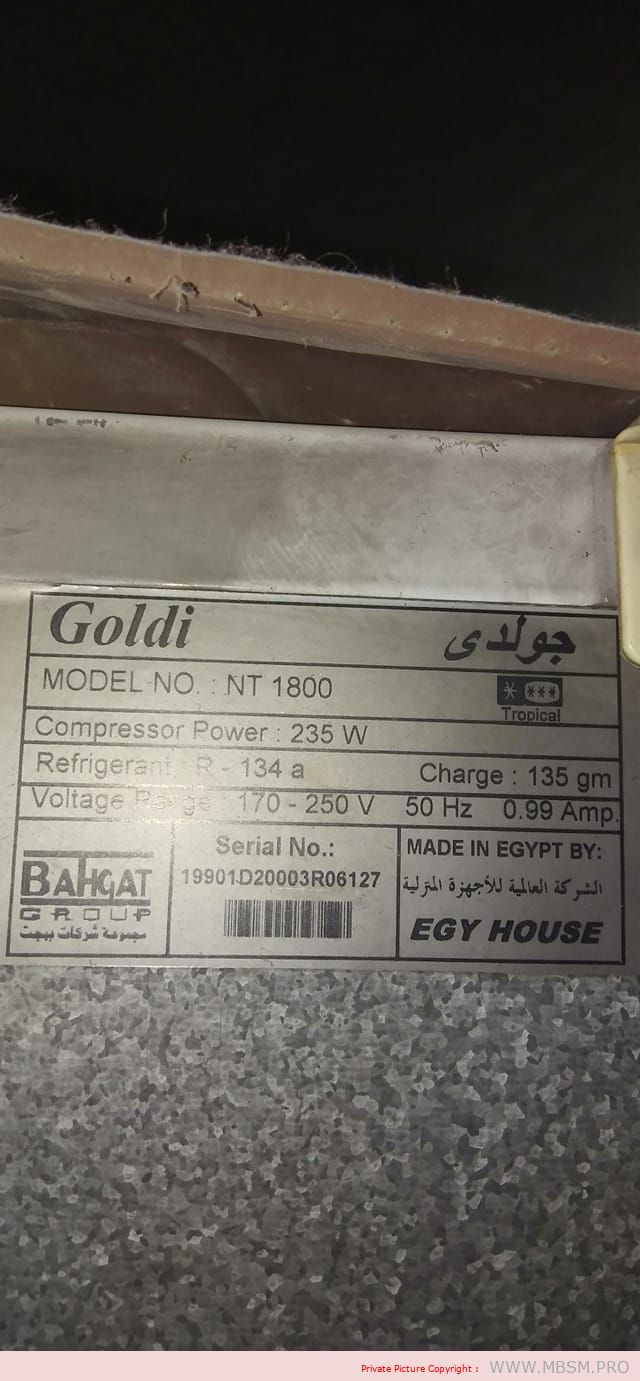 Goldi جولدى
MODEL NO. : NT 1800
Tropical
Compressor Power : 235 W
Refrigerant : R - 134 a Charge : 135 gm
Voltage Range : 170 - 250 V 50 Hz 0.99 Amp.
BAHGAT
GROUP
مجموعة شركات بهجت
Serial No.:
19901D20003R06127
MADE IN EGYPT BY:
الشركة العالمية للأجهزة المنزلية
EGY HOUSE
Private Picture Copyright : WWW.MBSM.PRO